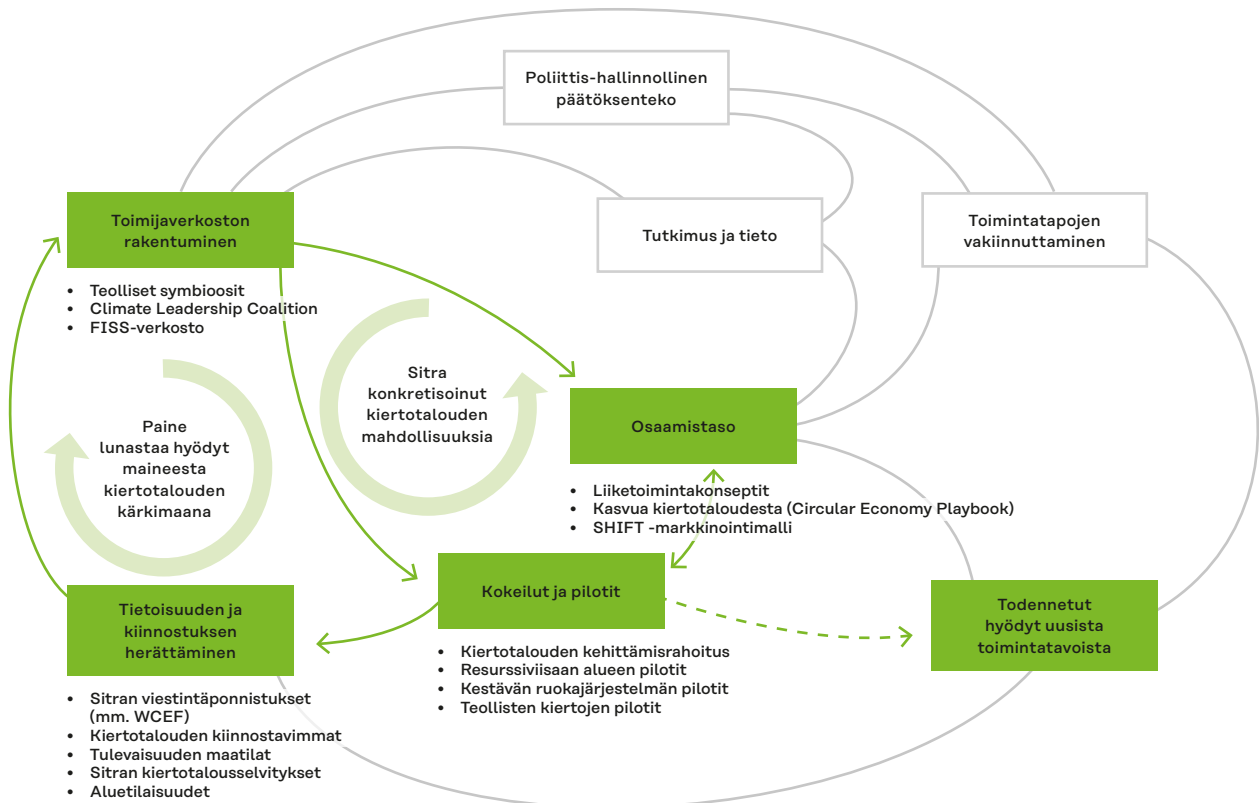 Poliittis-hallinnollinen
päätöksenteko
Toimijaverkoston
rakentuminen
Tutkimus ja tieto
Toimintatapojen
vakiinnuttaminen
• Teolliset symbioosit
• Climate Leadership Coalition
• FISS-verkosto
Sitra
konkretisoinut
kiertotalouden
mahdollisuuksia
Paine
lunastaa hyödyt
maineesta
kiertotalouden
kärkimaana
Osaamistaso
• Liiketoimintakonseptit
• Kasvua kiertotaloudesta (Circular Economy Playbook)
• SHIFT -markkinointimalli
Tietoisuuden ja
kiinnostuksen
herättäminen
Kokeilut ja pilotit
Todennetut
hyödyt uusista
toimintatavoista
• Kiertotalouden kehittämisrahoitus
• Resurssiviisaan alueen pilotit
• Kestävän ruokajärjestelmän pilotit
• Teollisten kiertojen pilotit
• Sitran viestintäponnistukset
(mm. WCEF)
• Kiertotalouden kiinnostavimmat
• Tulevaisuuden maatilat
• Sitran kiertotalousselvitykset
• Aluetilaisuudet